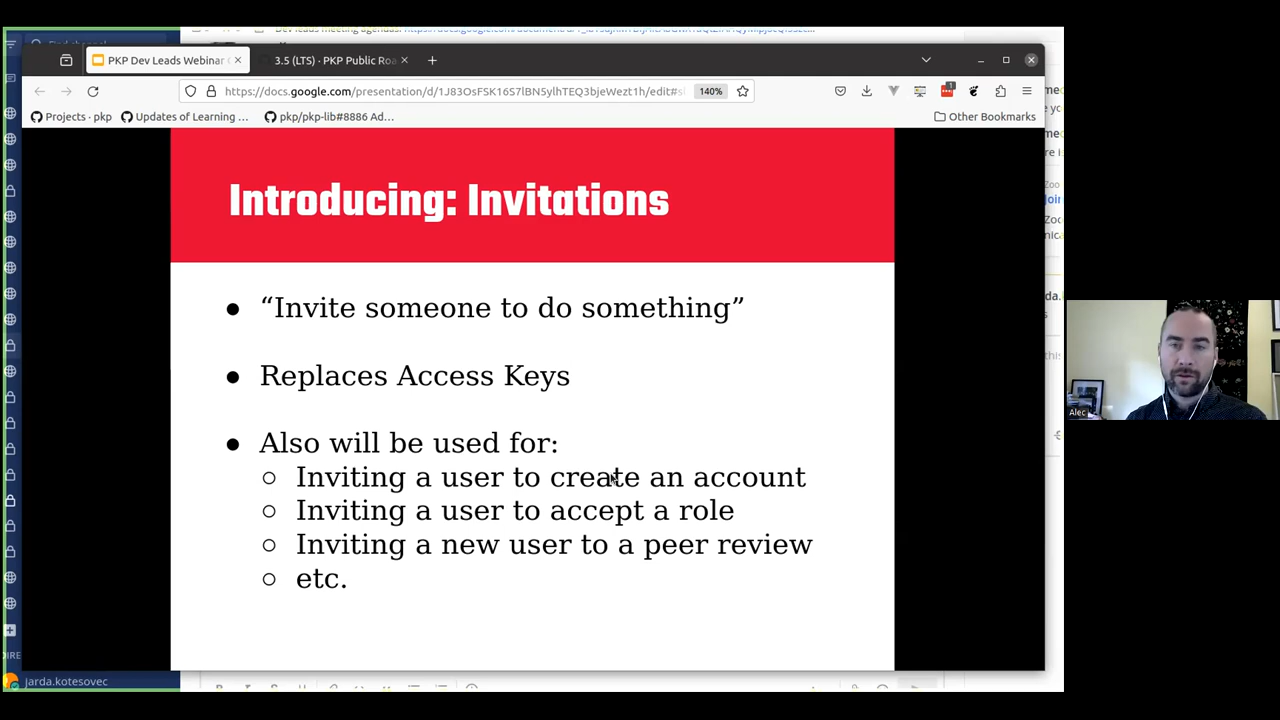 PKP Dev Leads Webinar
3.5 (LTS) · PKP Public Roa
https://docs.google.com/presentation/d/1J83OsFSK16S7lBN5ylhTEQ3bjeWezt1h/edit#s
140%
Projects · pkp
Updates of Learning ...
pkp/pkp-lib#8886 Ad...
Other Bookmarks
Introducing: Invitations
● “Invite someone to do something”
● Replaces Access Keys
● Also will be used for:
○ Inviting a user to create an account
○ Inviting a user to accept a role
○ Inviting a new user to a peer review
○ etc.
Alec
jarda.kotesovec